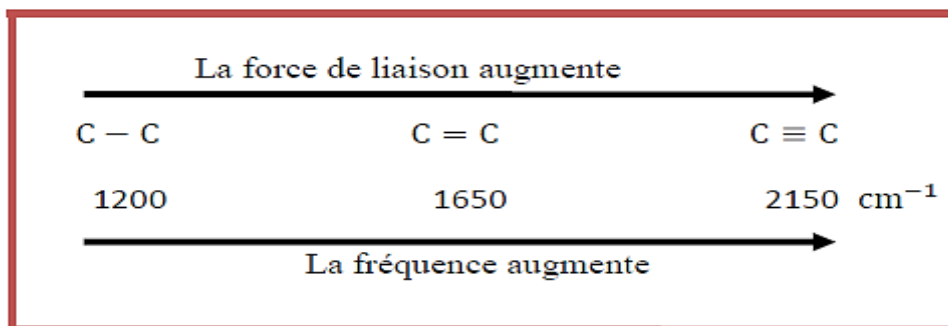 La force de liaison augmente
C − C C = C C ≡ C
1200 1650 2150 cm⁻¹
La fréquence augmente